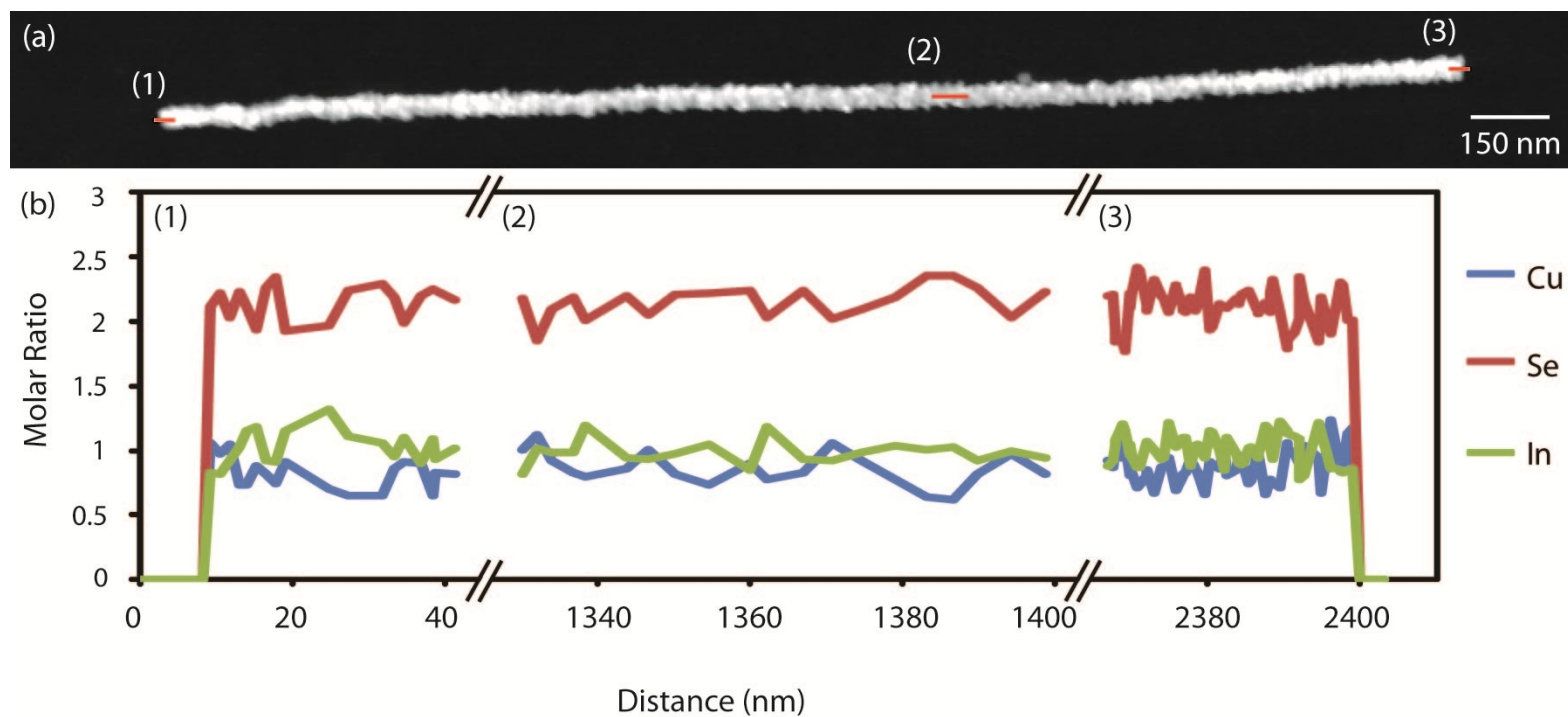 (a)
(1)
(2)
(3)
150 nm
(b)
(1)
(2)
(3)
3
2.5
2
1.5
1
0.5
0
Molar Ratio
0 20 40 1340 1360 1380 1400 2380 2400
Distance (nm)
Cu
Se
In